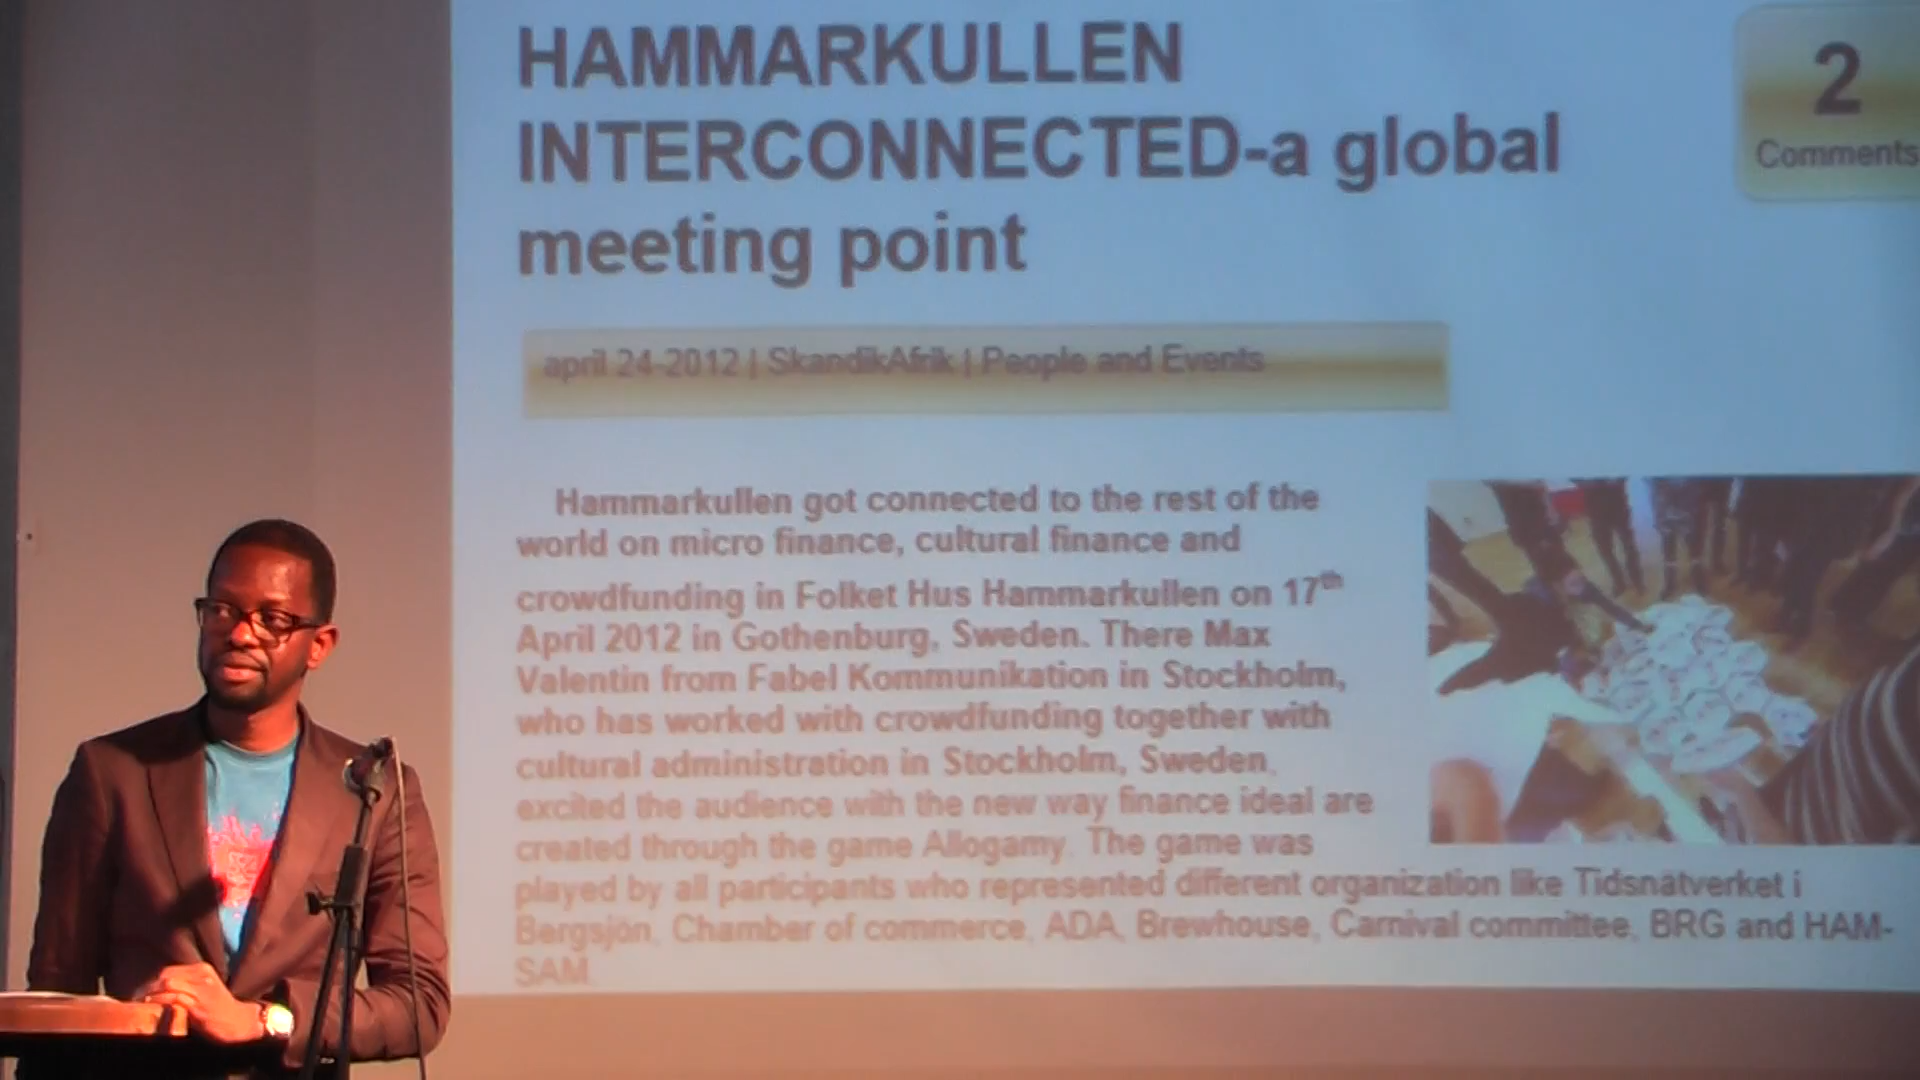 HAMMARKULLEN
INTERCONNECTED-a global
meeting point
2
Comments
april 24-2012 | SkandikAfrik | People and Events
Hammarkullen got connected to the rest of the
world on micro finance, cultural finance and
crowdfunding in Folket Hus Hammarkullen on 17th
April 2012 in Gothenburg, Sweden. There Max
Valentin from Fabel Kommunikation in Stockholm,
who has worked with crowdfunding together with
cultural administration in Stockholm, Sweden,
excited the audience with the new way finance ideal are
created through the game Allogamy. The game was
played by all participants who represented different organization like Tidsnätverket i
Bergsjön, Chamber of commerce, ADA, Brewhouse, Carnival committee, BRG and HAM-
SAM.